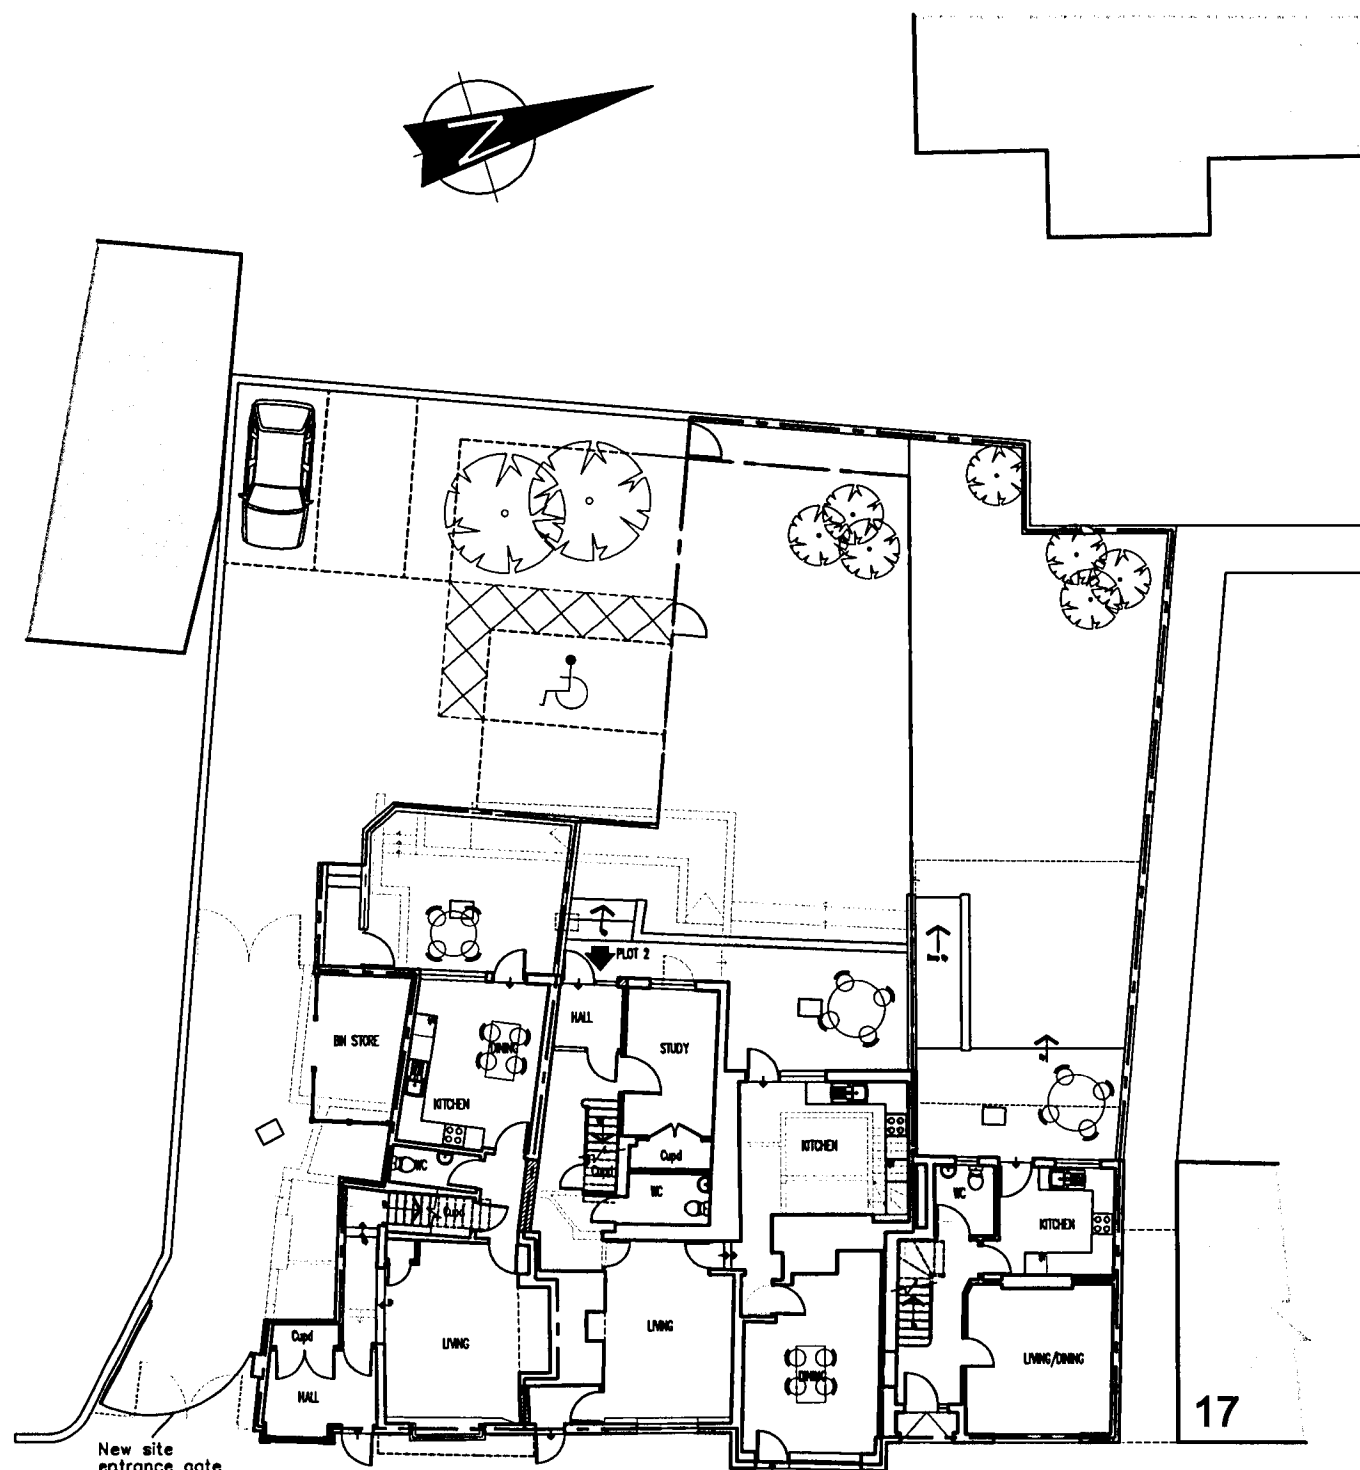 N
PLOT 2
HALL
BIN STORE
DINING
STUDY
KITCHEN
KITCHEN
Cupd
Cupd
WC
WC
WC
Cupd
KITCHEN
Cupd
LIVING
LIVING
LIVING/DINING
DINING
HALL
17
New site
entrance gate